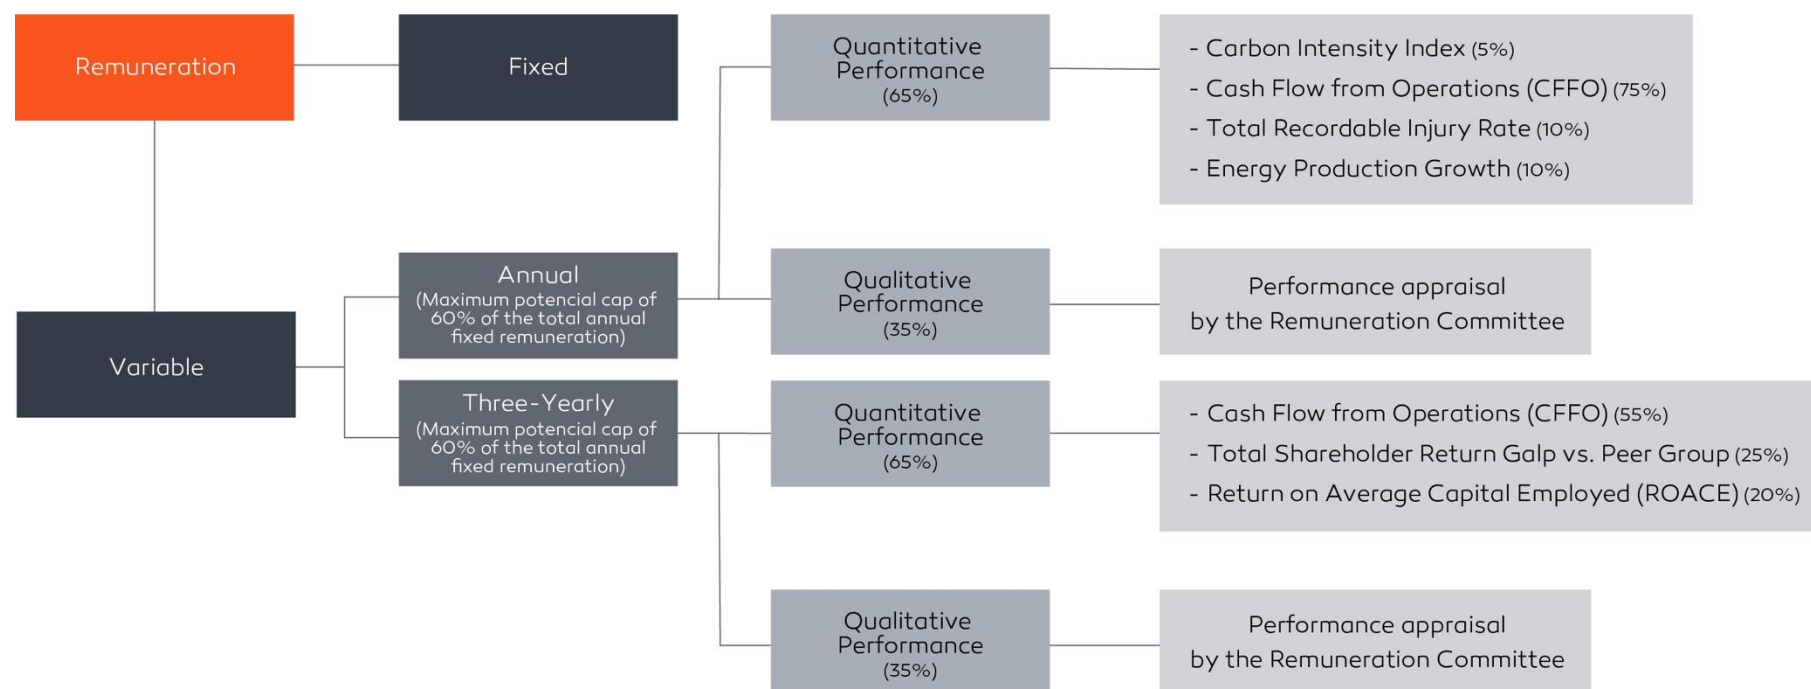 Remuneration
Fixed
Quantitative
Performance
(65%)
- Carbon Intensity Index (5%)
- Cash Flow from Operations (CFFO) (75%)
- Total Recordable Injury Rate (10%)
- Energy Production Growth (10%)
Variable
Annual
(Maximum potencial cap of
60% of the total annual
fixed remuneration)
Qualitative
Performance
(35%)
Performance appraisal
by the Remuneration Committee
Three-Yearly
(Maximum potencial cap of
60% of the total annual
fixed remuneration)
Quantitative
Performance
(65%)
- Cash Flow from Operations (CFFO) (55%)
- Total Shareholder Return Galp vs. Peer Group (25%)
- Return on Average Capital Employed (ROACE) (20%)
Qualitative
Performance
(35%)
Performance appraisal
by the Remuneration Committee